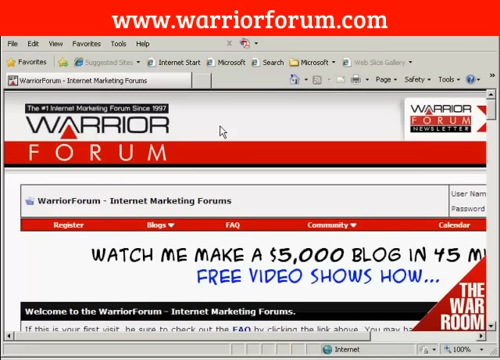 www.warriorforum.com
File Edit View Favorites Tools Help
Favorites Suggested Sites Internet Start Microsoft Search Microsoft Web Slice Gallery
WarriorForum - Internet Marketing Forums Page Safety Tools
The #1 Internet Marketing Forum Since 1997
WARRIOR
FORUM
WARRIOR
FORUM
NEWSLETTER
WarriorForum - Internet Marketing Forums
User Name
Password
Register Blogs FAQ Community Calendar
WATCH ME MAKE A $5,000 BLOG IN 45 M
FREE VIDEO SHOWS HOW...
THE
WAR
ROOM
Welcome to the WarriorForum - Internet Marketing Forums.
If this is your first visit, be sure to check out the FAQ by clicking the link above. You may ha
Internet 100%